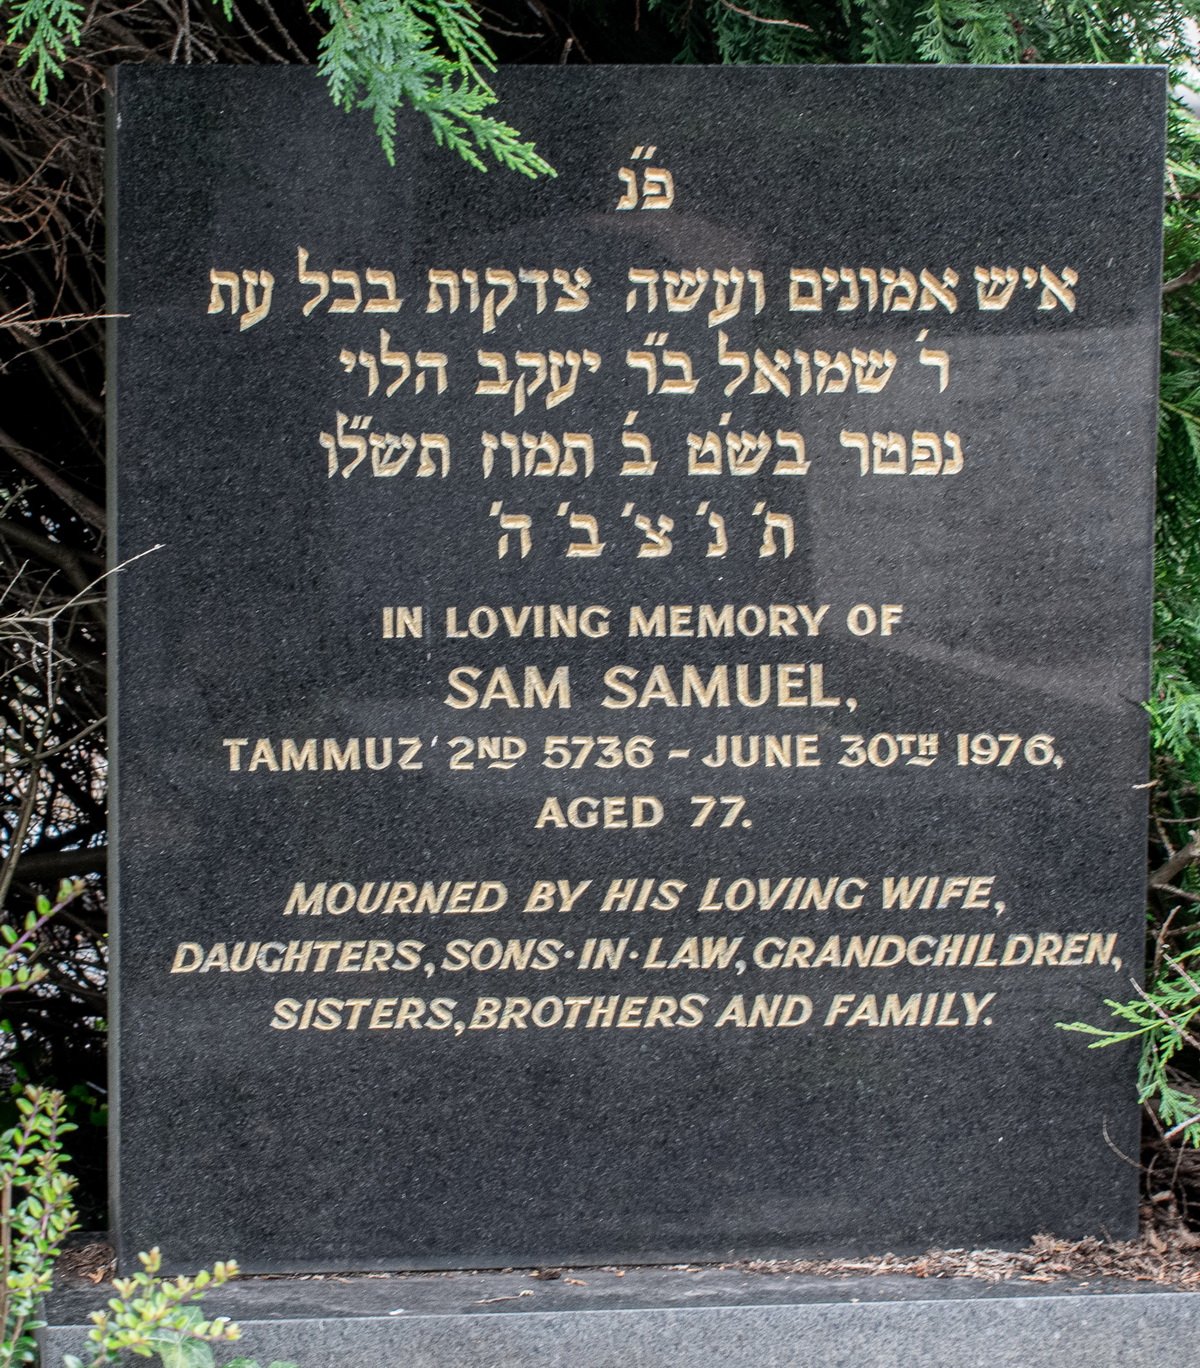 פ״נ
איש אמונים ועשה צדקות בכל עת
ר׳ שמואל בר״ר יעקב הלוי
נפטר בש׳ט ב׳ תמוז תשל״ו
ת׳ נ׳ צ׳ ב׳ ה׳
IN LOVING MEMORY OF
SAM SAMUEL,
TAMMUZ 2ND 5736 – JUNE 30TH 1976,
AGED 77.
MOURNED BY HIS LOVING WIFE,
DAUGHTERS, SONS·IN·LAW, GRANDCHILDREN,
SISTERS, BROTHERS AND FAMILY.